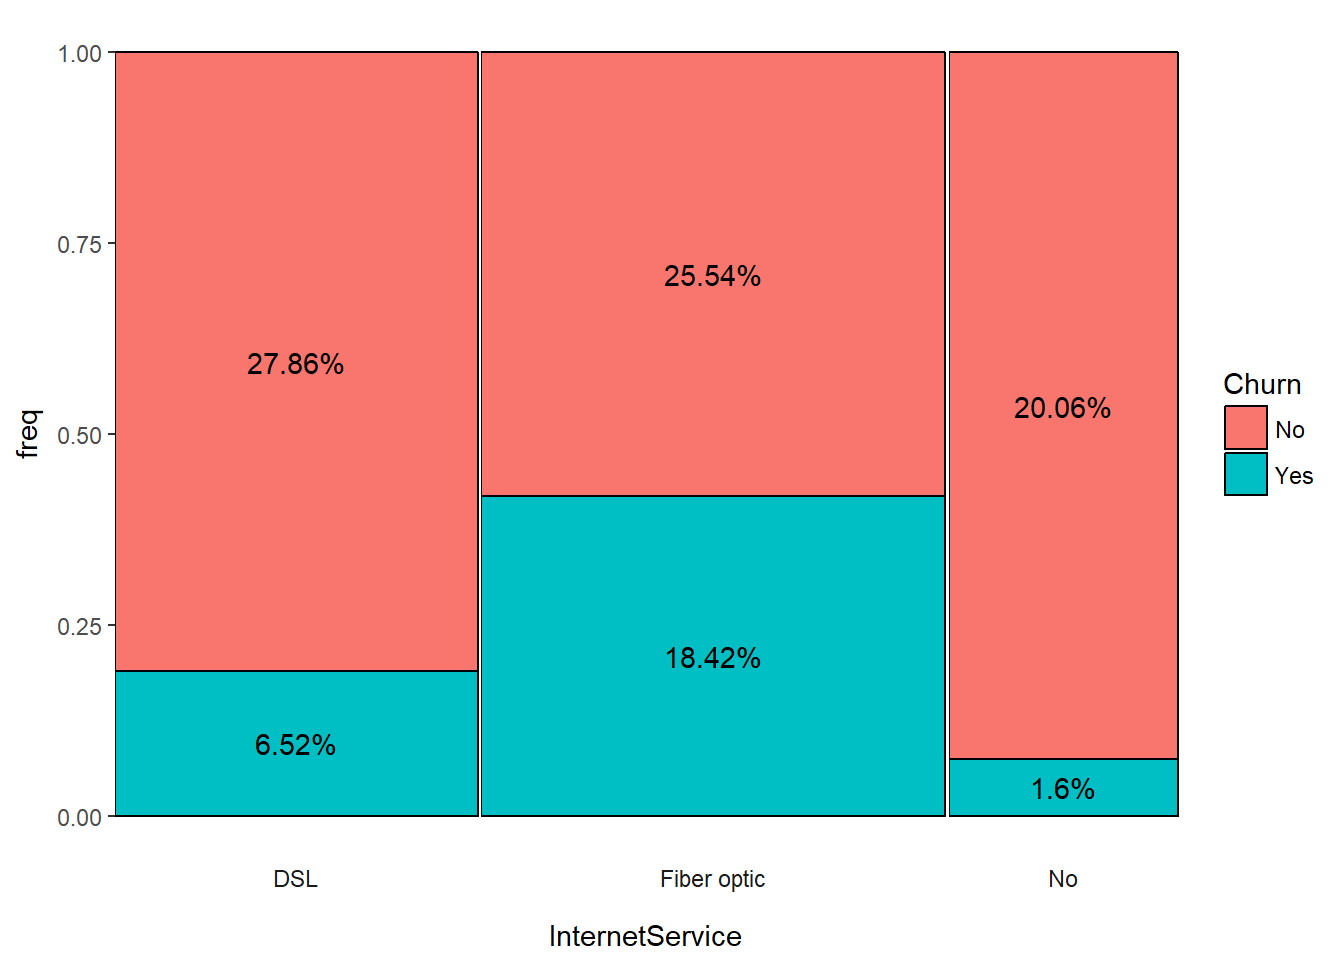 1.00
0.75
0.50
0.25
0.00
freq
27.86%
6.52%
25.54%
18.42%
20.06%
1.6%
DSL
Fiber optic
No
InternetService
Churn
No
Yes